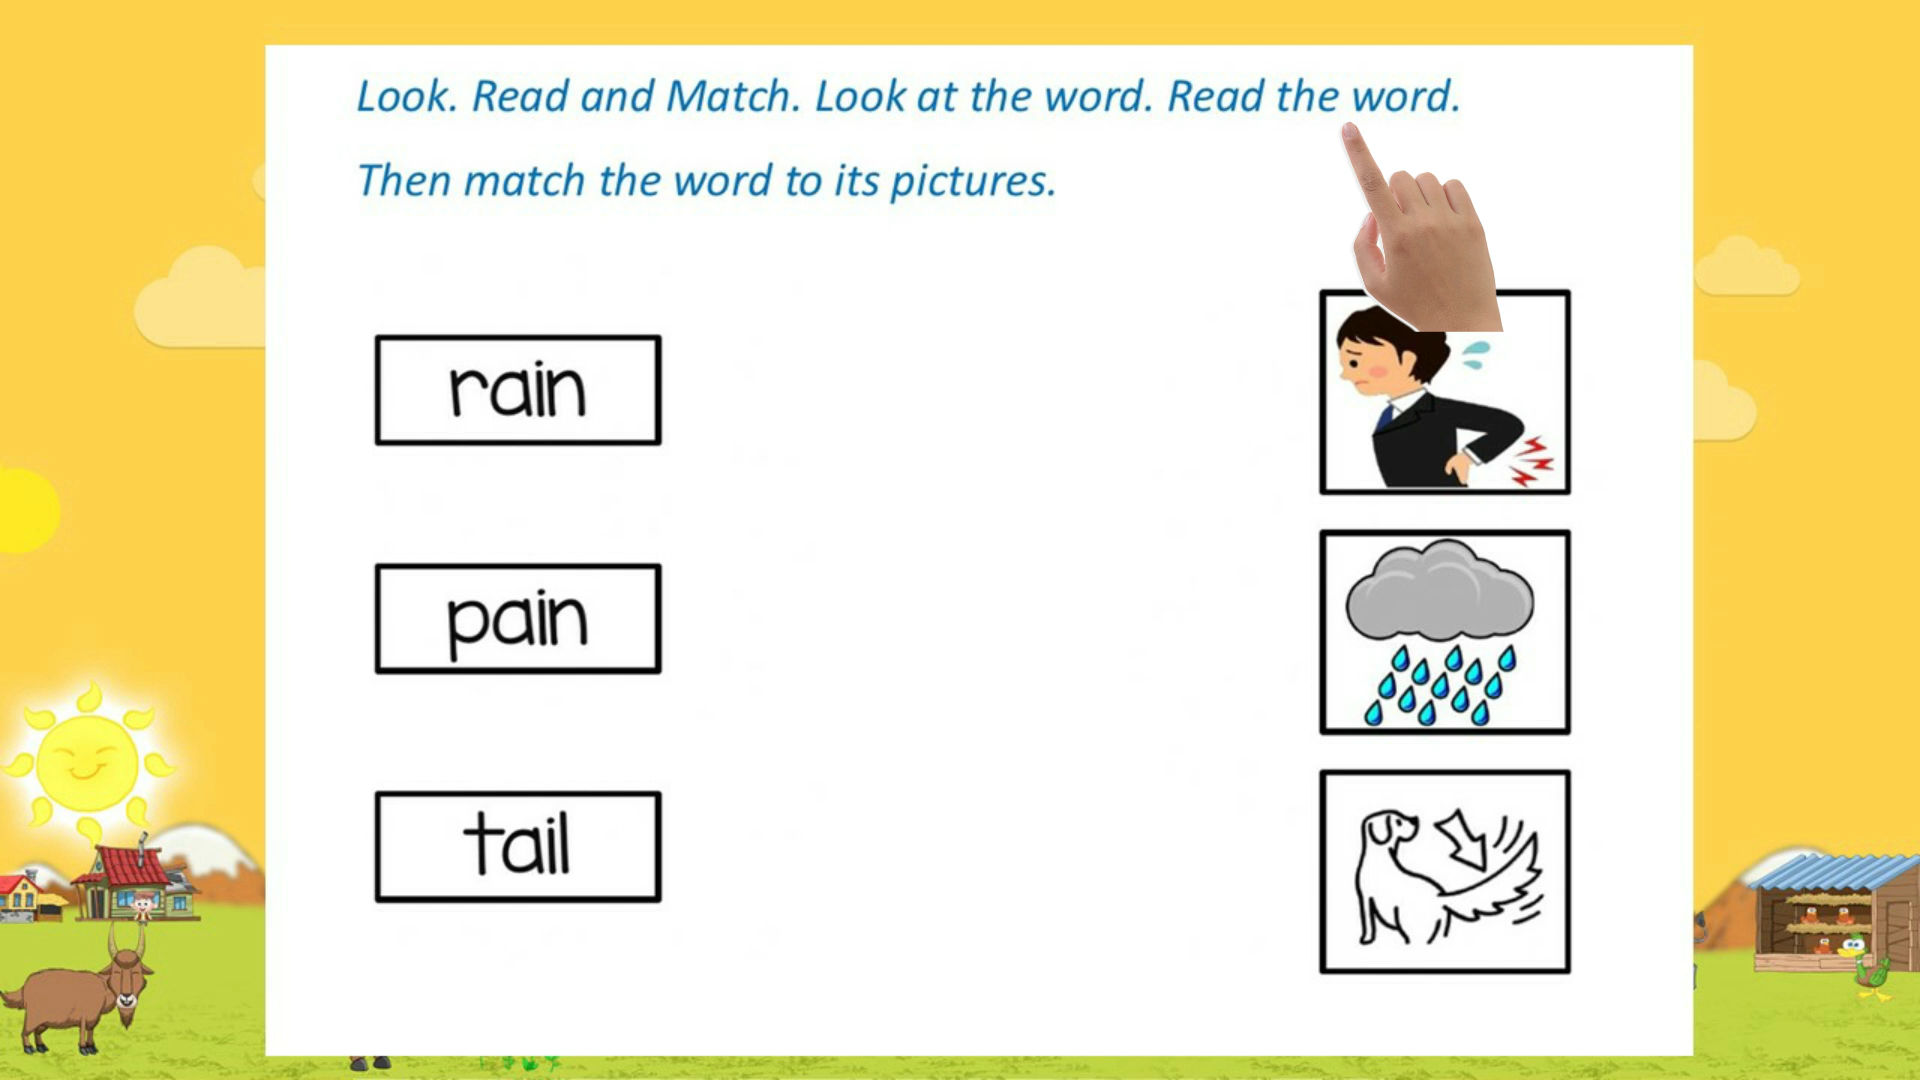 Look. Read and Match. Look at the word. Read the word.
Then match the word to its pictures.
rain
pain
tail